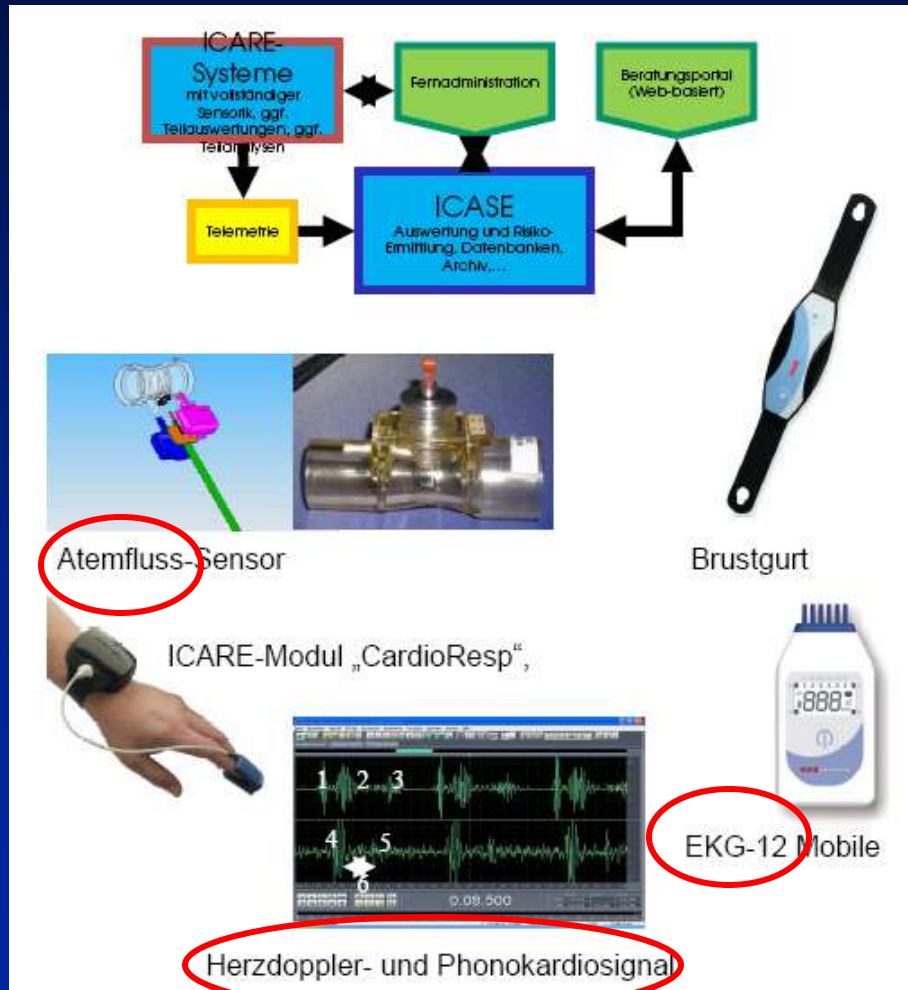 ICARE-
Systeme
mit vollständiger
Sensorik, ggf.
Teilauswertungen, ggf.
Teilanalysen
Fernadministration
Beratungsportal
(Web-basiert)
Telemetrie
ICASE
Auswertung und Risiko-
Ermittlung, Datenbanken,
Archiv,...
Atemfluss-Sensor
Brustgurt
ICARE-Modul „CardioResp“,
888
1 2 3
4 5
6
0:09.500
EKG-12 Mobile
Herzdoppler- und Phonokardiosignal